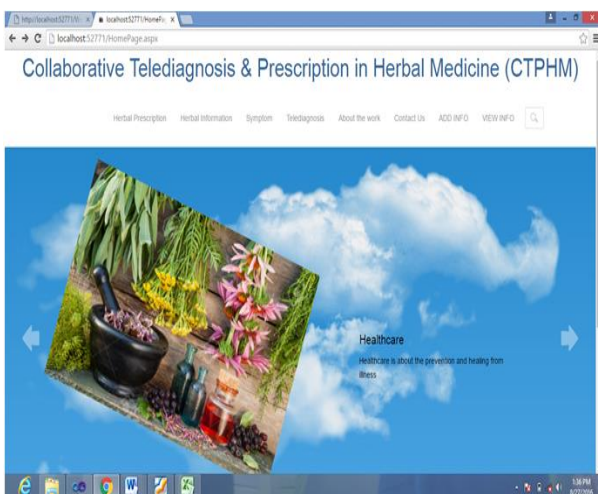 localhost:52771/HomePage.aspx
Collaborative Telediagnosis & Prescription in Herbal Medicine (CTPHM)
Herbal Prescription Herbal Information Symptom Telediagnosis About the work Contact Us ADD INFO VIEW INFO
Healthcare
Healthcare is about the prevention and healing from
illness
1:36 PM